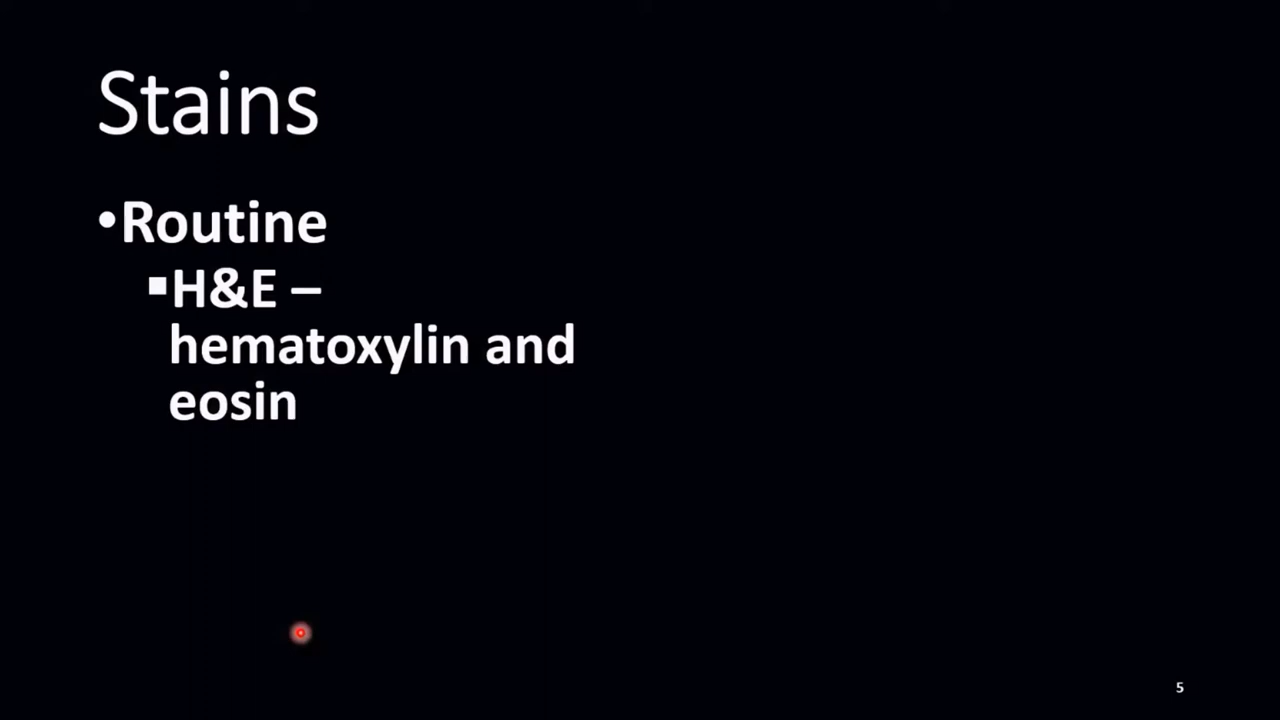 Stains
•Routine
▪H&E –
hematoxylin and
eosin
5